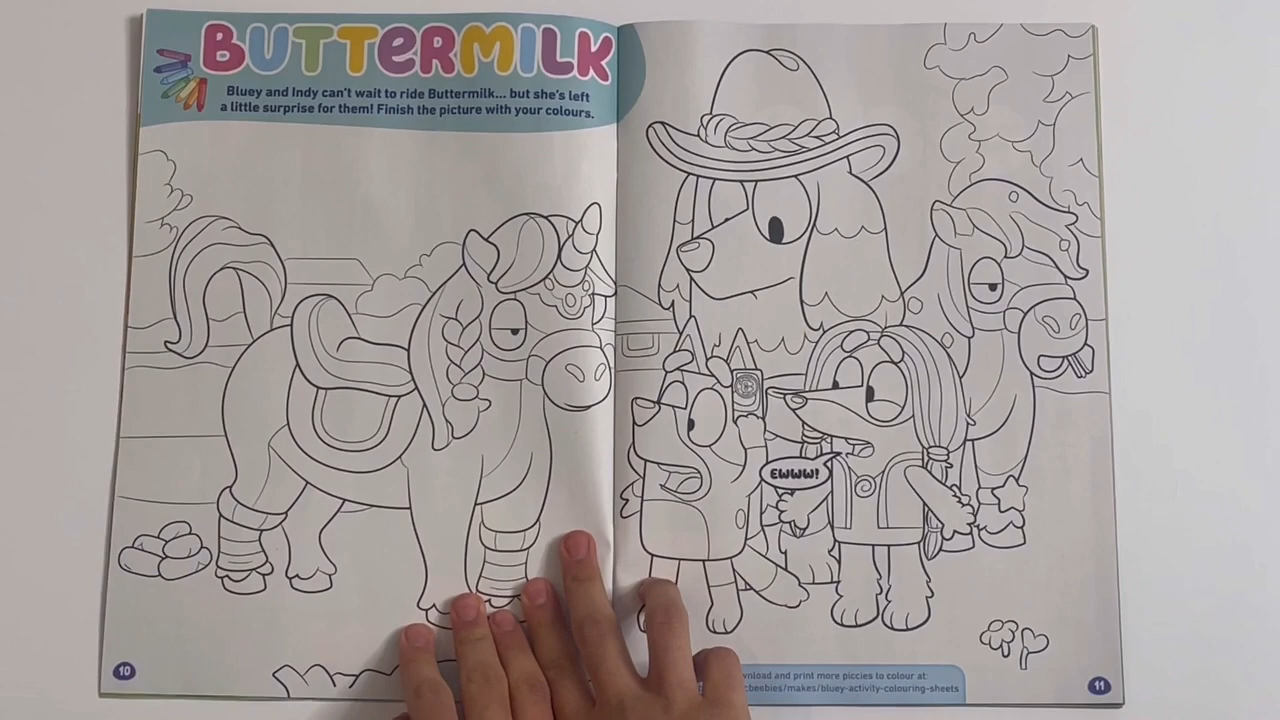 BUTTERMILK
Bluey and Indy can't wait to ride Buttermilk... but she's left
a little surprise for them! Finish the picture with your colours.
EWWW!
wnload and print more piccies to colour at:
cbeebies/makes/bluey-activity-colouring-sheets
10
11